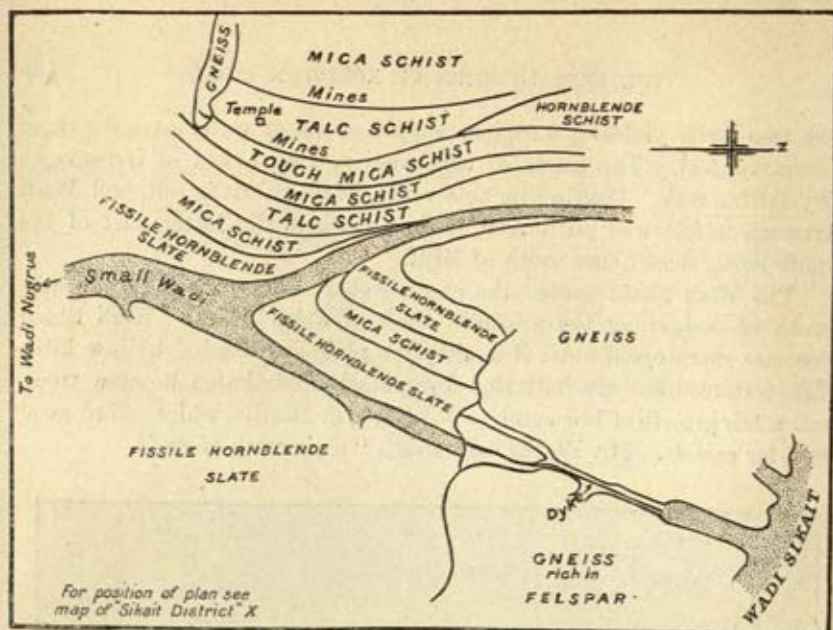 GNEISS
MICA SCHIST
Mines
Temple
TALC SCHIST
HORNBLENDE
SCHIST
Mines
TOUGH MICA SCHIST
MICA SCHIST
TALC SCHIST
MICA SCHIST
FISSILE HORNBLENDE
SLATE
N
To Wadi Nugrus
Small Wadi
FISSILE HORNBLENDE
SLATE
MICA SCHIST
FISSILE HORNBLENDE SLATE
GNEISS
FISSILE HORNBLENDE
SLATE
Dyke
GNEISS
rich in
FELSPAR
WADI SIKAIT
For position of plan see
map of "Sikait District" X